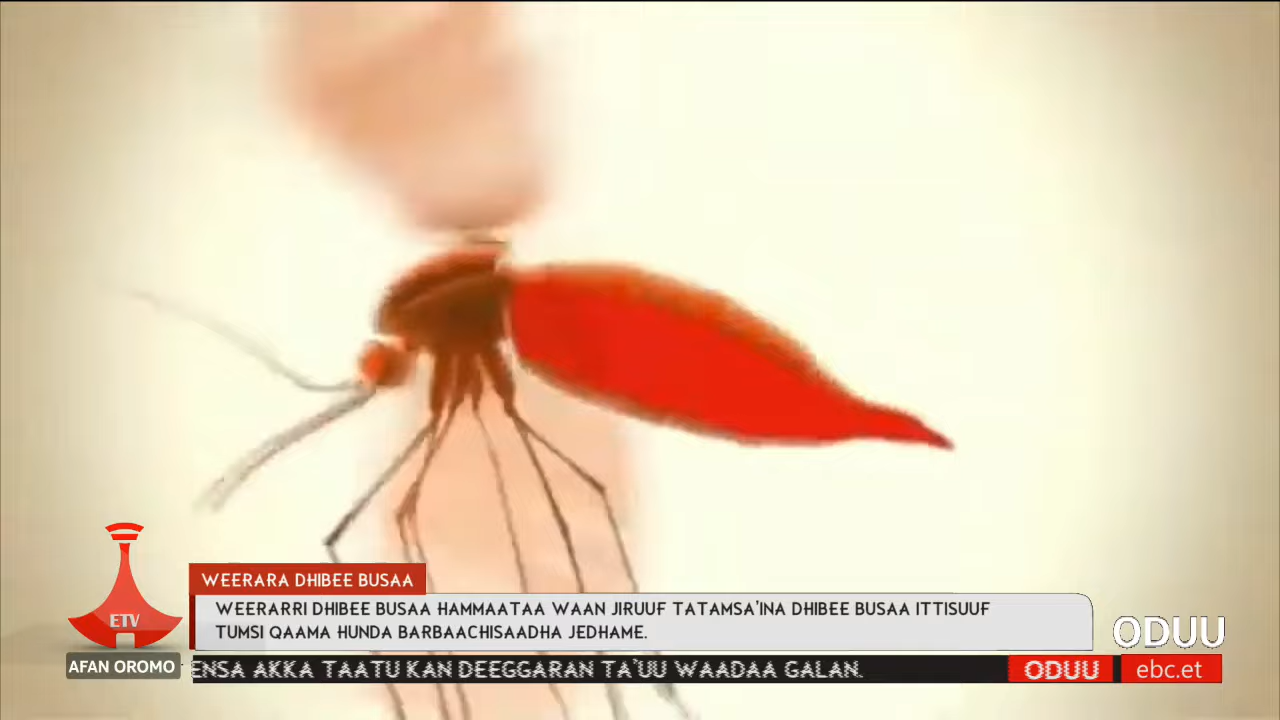 WEERARA DHIBEE BUSAA
WEERARRI DHIBEE BUSAA HAMMAATAA WAAN JIRUUF TATAMSA'INA DHIBEE BUSAA ITTISUUF
TUMSI QAAMA HUNDA BARBAACHISAADHA JEDHAME.
ETV
AFAN OROMO
ENSA AKKA TAATU KAN DEEGGARAN TA'UU WAADAA GALAN.
ODUU
ODUU
ebc.et